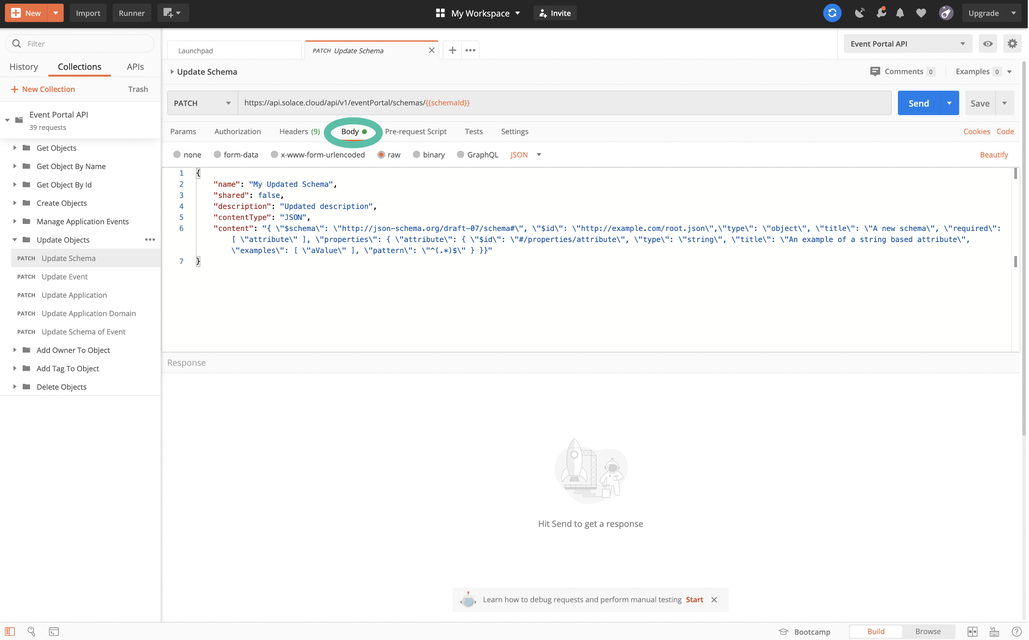 New Import Runner My Workspace Invite Upgrade
Filter
History Collections APIs
New Collection Trash
Event Portal API
39 requests
Get Objects
Get Object By Name
Get Object By Id
Create Objects
Manage Application Events
Update Objects
PATCH Update Schema
PATCH Update Event
PATCH Update Application
PATCH Update Application Domain
PATCH Update Schema of Event
Add Owner To Object
Add Tag To Object
Delete Objects
Launchpad PATCH Update Schema Event Portal API
Update Schema Comments 0 Examples 0
PATCH https://api.solace.cloud/api/v1/eventPortal/schemas/{{schemaId}} Send Save
Params Authorization Headers (9) Body Pre-request Script Tests Settings Cookies Code
none form-data x-www-form-urlencoded raw binary GraphQL JSON Beautify
1 {
2 "name": "My Updated Schema",
3 "shared": false,
4 "description": "Updated description",
5 "contentType": "JSON",
6 "content": "{ \"$schema\": \"http://json-schema.org/draft-07/schema#\", \"$id\": \"http://example.com/root.json\",\"type\": \"object\", \"title\": \"A new schema\", \"required\":
[ \"attribute\" ], \"properties\": { \"attribute\": { \"$id\": \"#/properties/attribute\", \"type\": \"string\", \"title\": \"An example of a string based attribute\",
\"examples\": [ \"aValue\" ], \"pattern\": \"^(.*)$\" } }}"
7 }
Response
Hit Send to get a response
Learn how to debug requests and perform manual testing Start
Bootcamp Build Browse